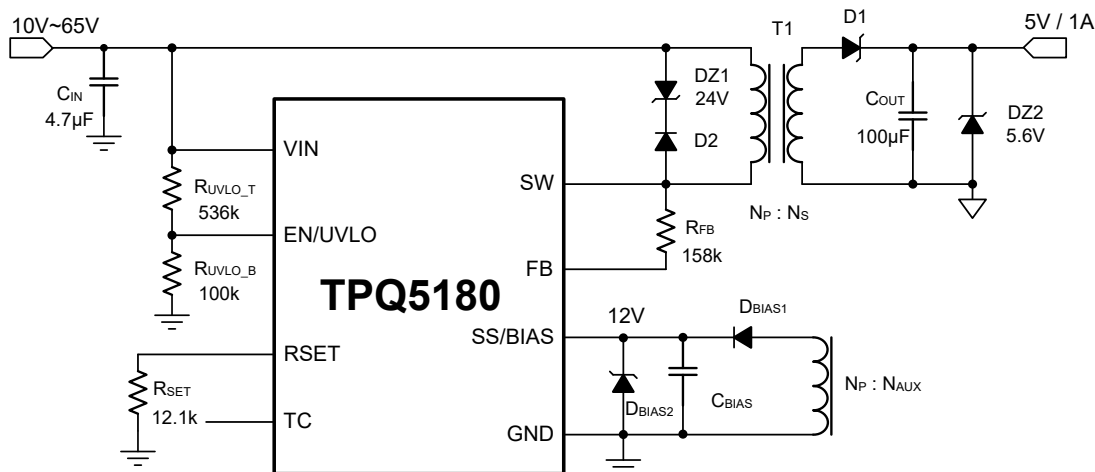 10V~65V
CIN
4.7µF
VIN
RUVLO_T
536k
EN/UVLO
RUVLO_B
100k
TPQ5180
RSET
RSET
12.1k
TC
SW
FB
SS/BIAS
GND
DZ1
24V
D2
RFB
158k
T1
NP : NS
D1
5V / 1A
COUT
100µF
DZ2
5.6V
12V
DBIAS1
DBIAS2
CBIAS
NP : NAUX